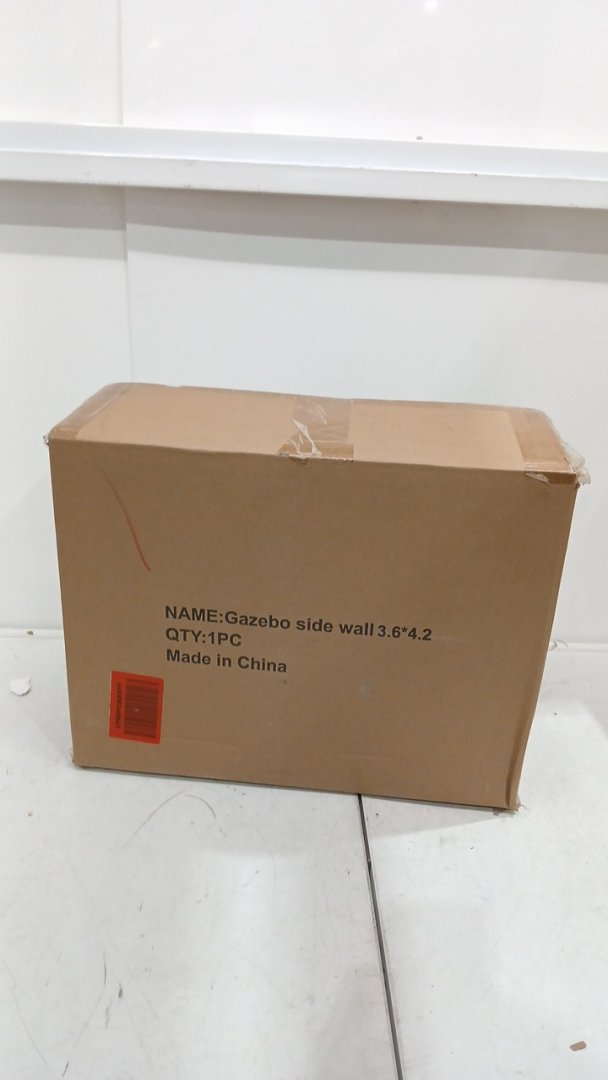 NAME:Gazebo side wall 3.6*4.2
QTY:1PC
Made in China